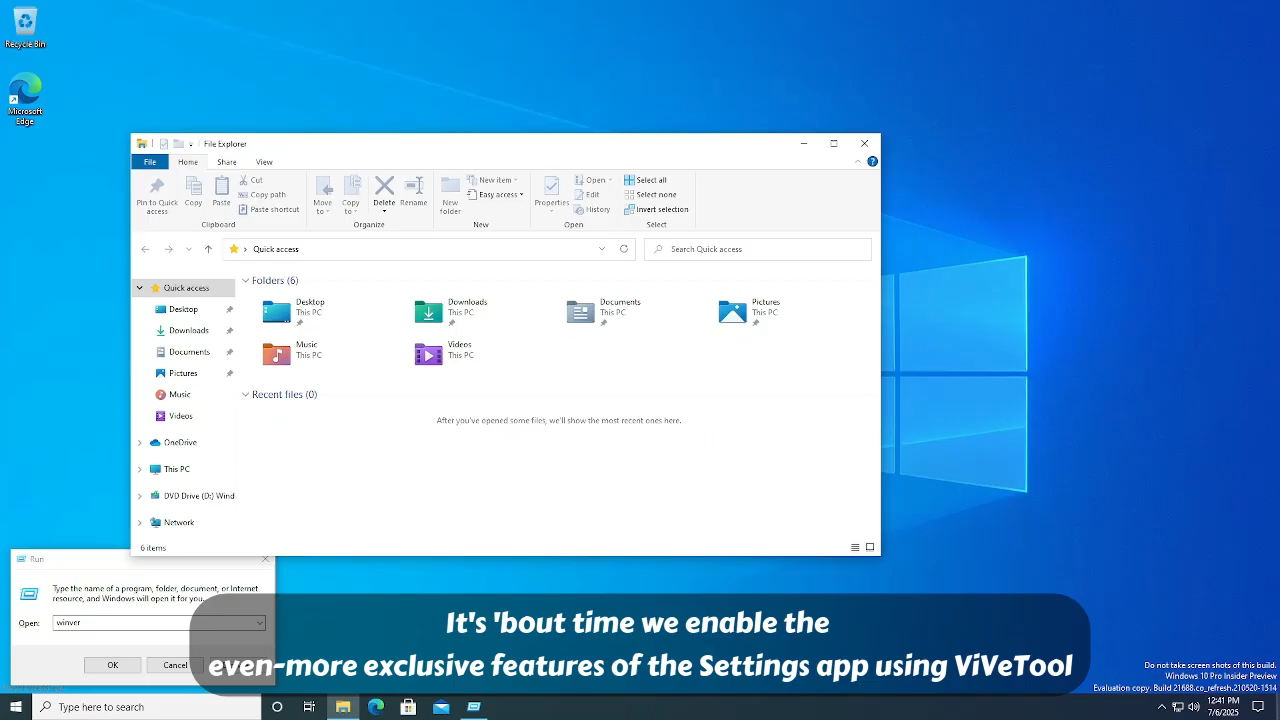 Recycle Bin
Microsoft
Edge
File Explorer
File
Home
Share
View
Pin to Quick
access
Copy
Paste
Cut
Copy path
Paste shortcut
Clipboard
Move
to
Copy
to
Delete
Rename
Organize
New
folder
New item
Easy access
New
Properties
Open
Edit
History
Open
Select all
Select none
Invert selection
Select
Quick access
Search Quick access
Quick access
Desktop
Downloads
Documents
Pictures
Music
Videos
OneDrive
This PC
DVD Drive (D:) Wind
Network
Folders (6)
Desktop
This PC
Downloads
This PC
Documents
This PC
Pictures
This PC
Music
This PC
Videos
This PC
Recent files (0)
After you've opened some files, we'll show the most recent ones here.
6 items
Run
Type the name of a program, folder, document, or Internet
resource, and Windows will open it for you.
Open:
winver
OK
Cancel
It's 'bout time we enable the
even-more exclusive features of the Settings app using ViVeTool
Do not take screen shots of this build.
Windows 10 Pro Insider Preview
Evaluation copy. Build 21688.co_refresh.210520-1514
Type here to search
12:41 PM
7/6/2025